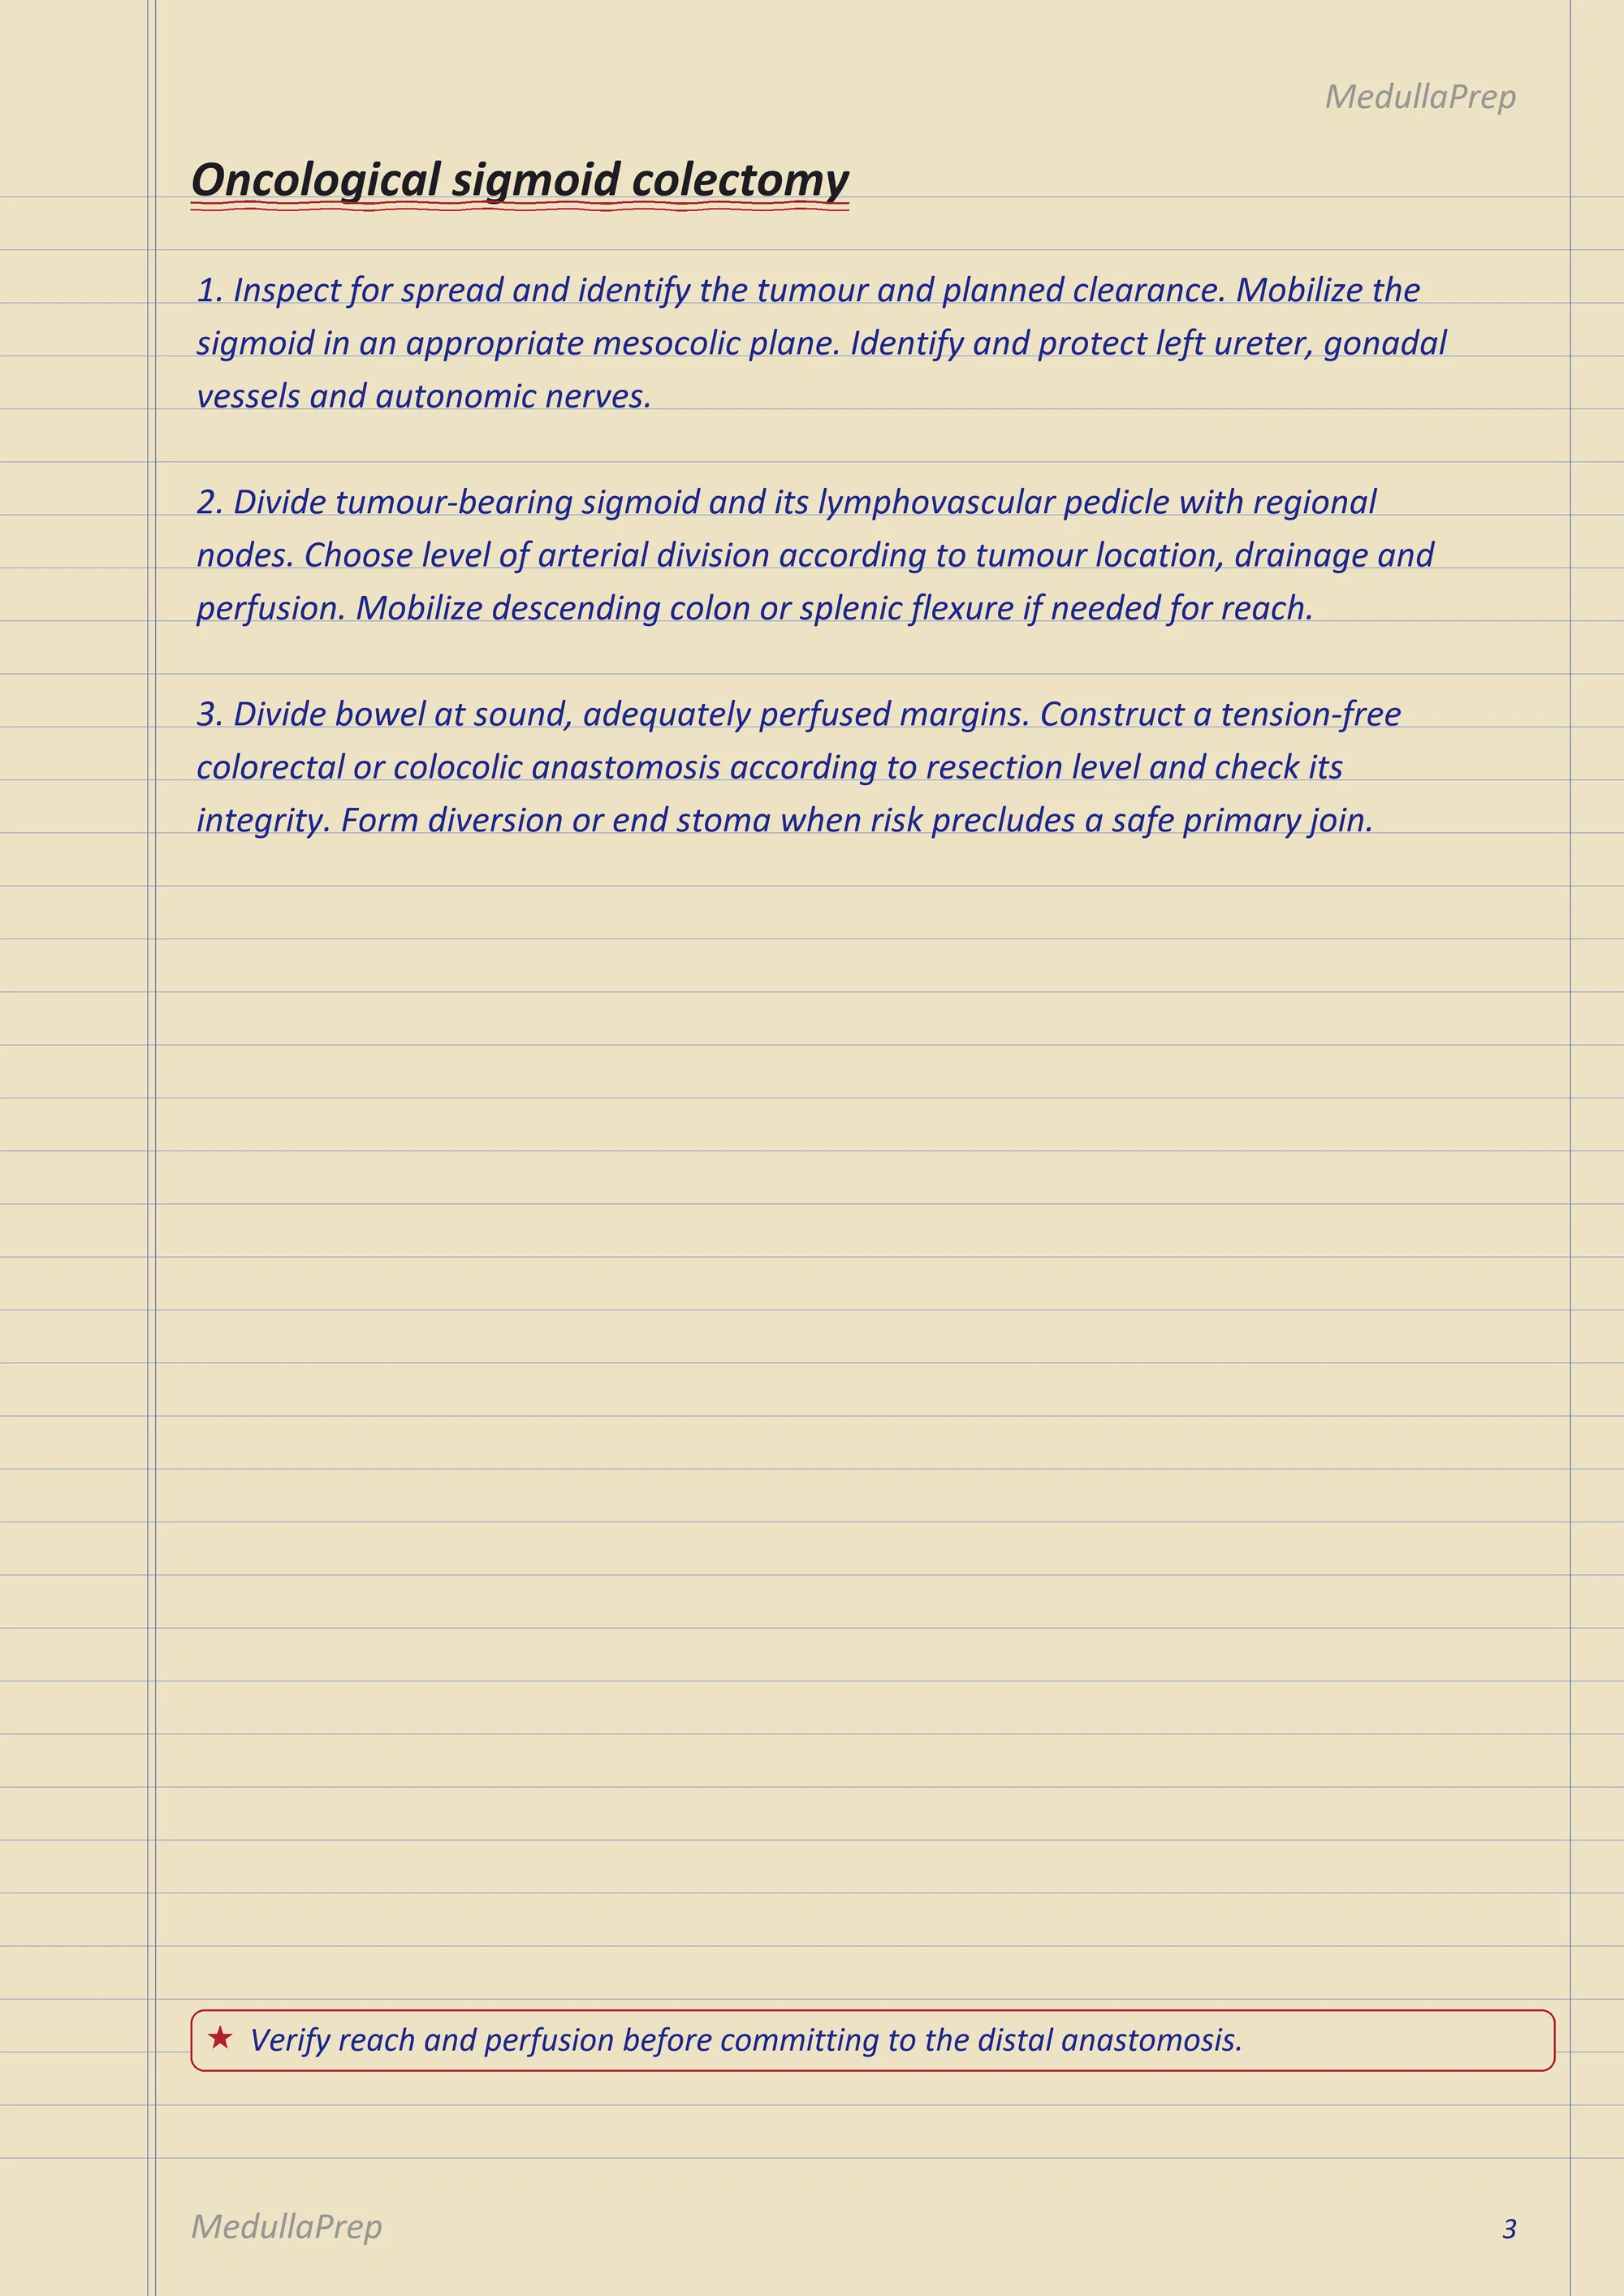 MedullaPrep
Oncological sigmoid colectomy
1. Inspect for spread and identify the tumour and planned clearance. Mobilize the
sigmoid in an appropriate mesocolic plane. Identify and protect left ureter, gonadal
vessels and autonomic nerves.
2. Divide tumour-bearing sigmoid and its lymphovascular pedicle with regional
nodes. Choose level of arterial division according to tumour location, drainage and
perfusion. Mobilize descending colon or splenic flexure if needed for reach.
3. Divide bowel at sound, adequately perfused margins. Construct a tension-free
colorectal or colocolic anastomosis according to resection level and check its
integrity. Form diversion or end stoma when risk precludes a safe primary join.
★ Verify reach and perfusion before committing to the distal anastomosis.
MedullaPrep
3